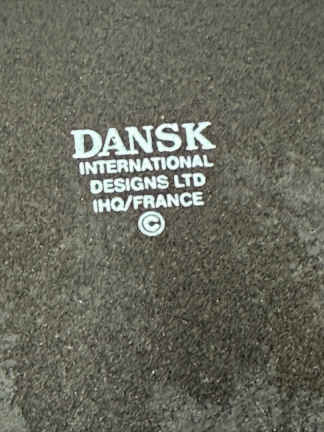 DANSK
INTERNATIONAL
DESIGNS LTD
IHQ/FRANCE
©